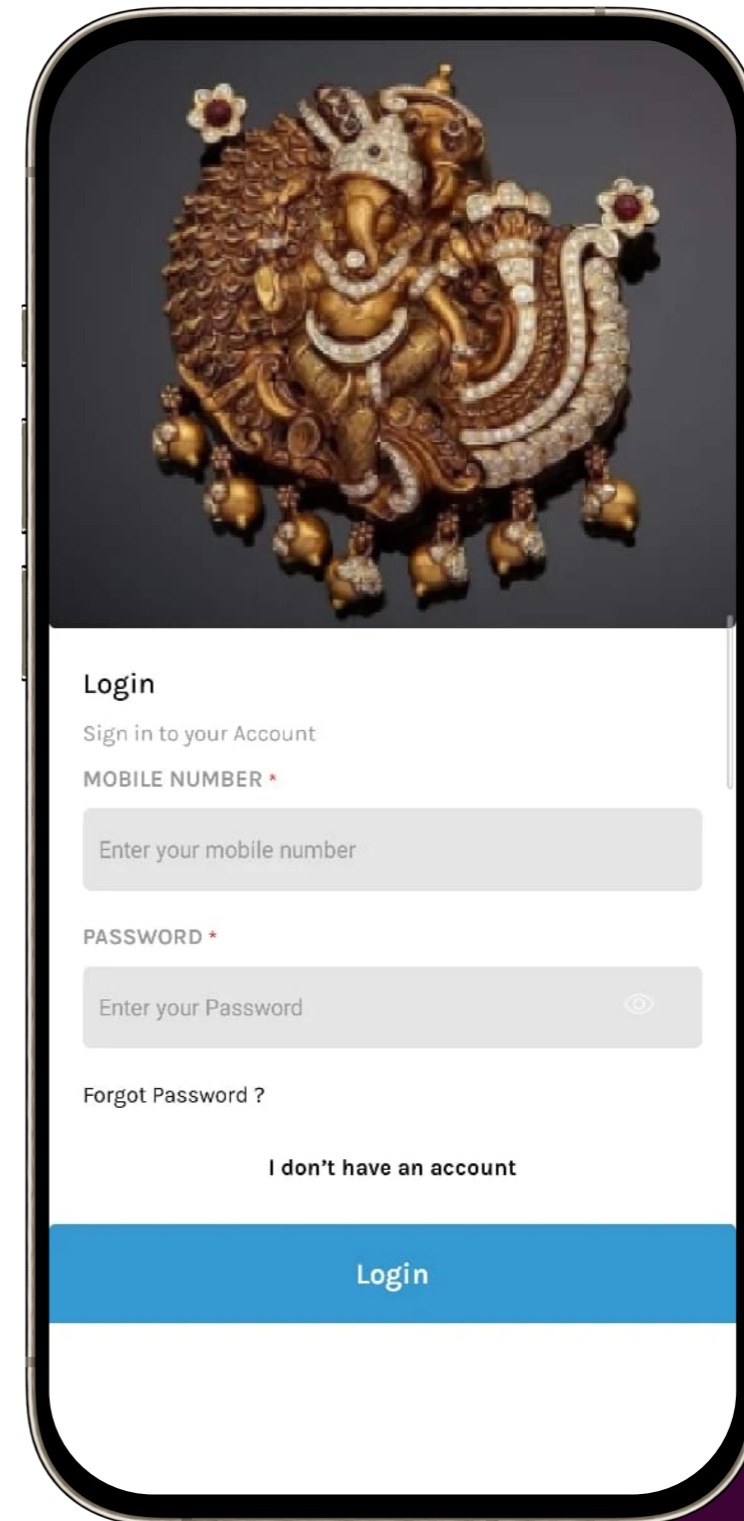 Login
Sign in to your Account
MOBILE NUMBER *
Enter your mobile number
PASSWORD *
Enter your Password
Forgot Password ?
I don’t have an account
Login